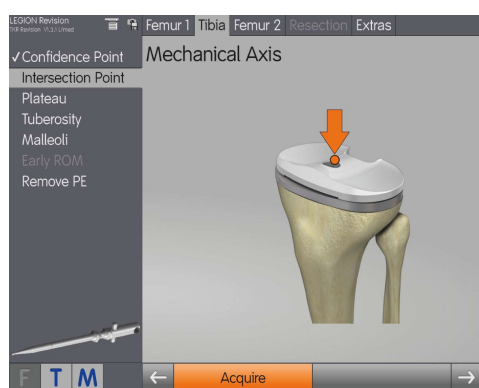 LEGION Revision
TKR Revision V1.3.1 Umed
Femur 1 Tibia Femur 2 Resection Extras
✓Confidence Point
Intersection Point
Plateau
Tuberosity
Malleoli
Early ROM
Remove PE
Mechanical Axis
F T M
← Acquire →